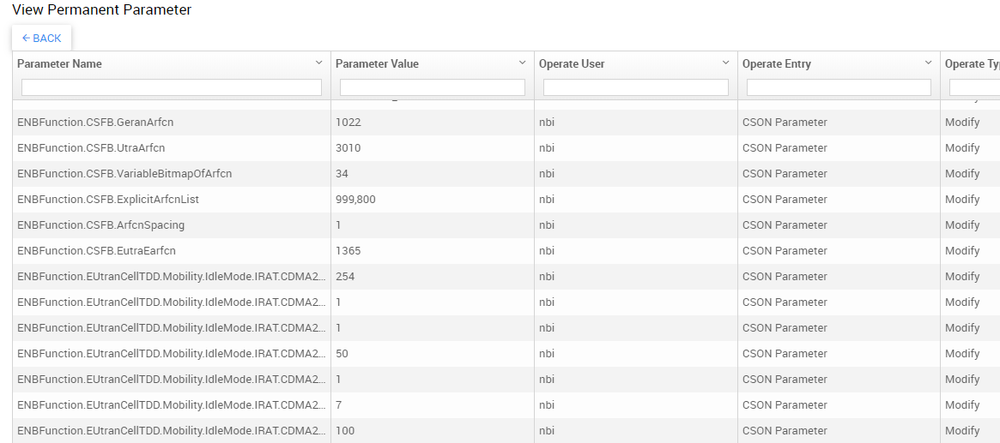 View Permanent Parameter
← BACK
Parameter Name Parameter Value Operate User Operate Entry Operate Ty
ENBFunction.CSFB.GeranArfcn 1022 nbi CSON Parameter Modify
ENBFunction.CSFB.UtraArfcn 3010 nbi CSON Parameter Modify
ENBFunction.CSFB.VariableBitmapOfArfcn 34 nbi CSON Parameter Modify
ENBFunction.CSFB.ExplicitArfcnList 999,800 nbi CSON Parameter Modify
ENBFunction.CSFB.ArfcnSpacing 1 nbi CSON Parameter Modify
ENBFunction.CSFB.EutraEarfcn 1365 nbi CSON Parameter Modify
ENBFunction.EUtranCellTDD.Mobility.IdleMode.IRAT.CDMA2... 254 nbi CSON Parameter Modify
ENBFunction.EUtranCellTDD.Mobility.IdleMode.IRAT.CDMA2... 1 nbi CSON Parameter Modify
ENBFunction.EUtranCellTDD.Mobility.IdleMode.IRAT.CDMA2... 1 nbi CSON Parameter Modify
ENBFunction.EUtranCellTDD.Mobility.IdleMode.IRAT.CDMA2... 50 nbi CSON Parameter Modify
ENBFunction.EUtranCellTDD.Mobility.IdleMode.IRAT.CDMA2... 1 nbi CSON Parameter Modify
ENBFunction.EUtranCellTDD.Mobility.IdleMode.IRAT.CDMA2... 7 nbi CSON Parameter Modify
ENBFunction.EUtranCellTDD.Mobility.IdleMode.IRAT.CDMA2... 100 nbi CSON Parameter Modify